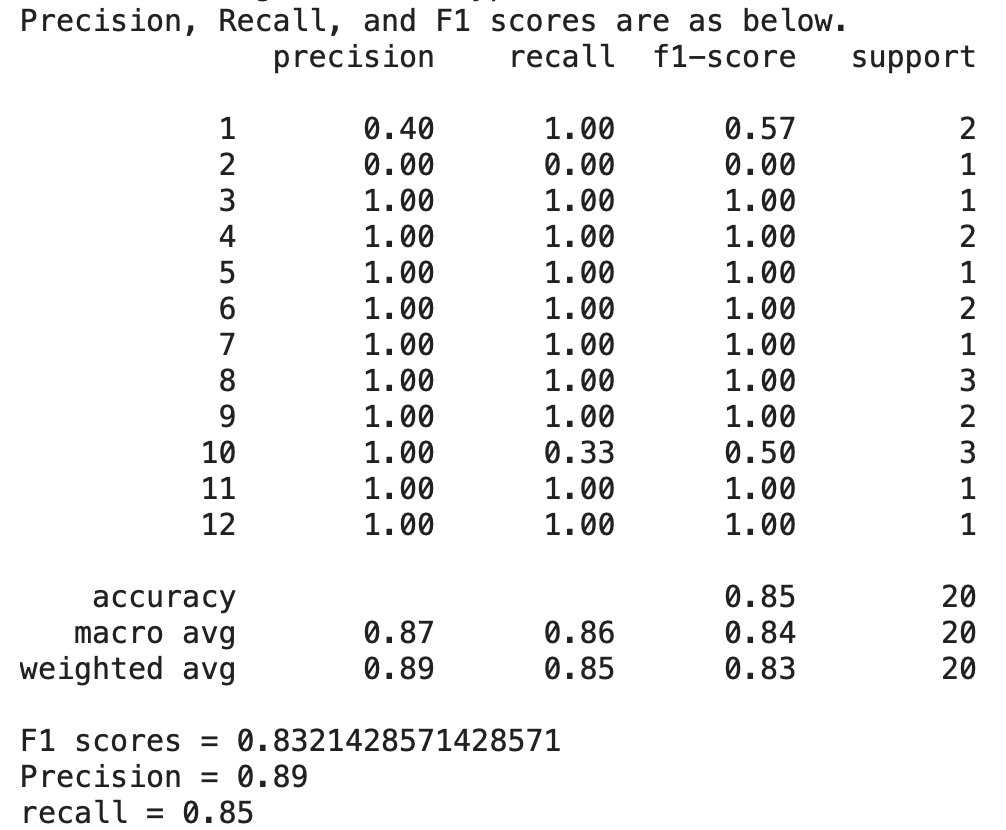 Precision, Recall, and F1 scores are as below.
precision recall f1-score support
1 0.40 1.00 0.57 2
2 0.00 0.00 0.00 1
3 1.00 1.00 1.00 1
4 1.00 1.00 1.00 2
5 1.00 1.00 1.00 1
6 1.00 1.00 1.00 2
7 1.00 1.00 1.00 1
8 1.00 1.00 1.00 3
9 1.00 1.00 1.00 2
10 1.00 0.33 0.50 3
11 1.00 1.00 1.00 1
12 1.00 1.00 1.00 1
accuracy 0.85 20
macro avg 0.87 0.86 0.84 20
weighted avg 0.89 0.85 0.83 20
F1 scores = 0.8321428571428571
Precision = 0.89
recall = 0.85